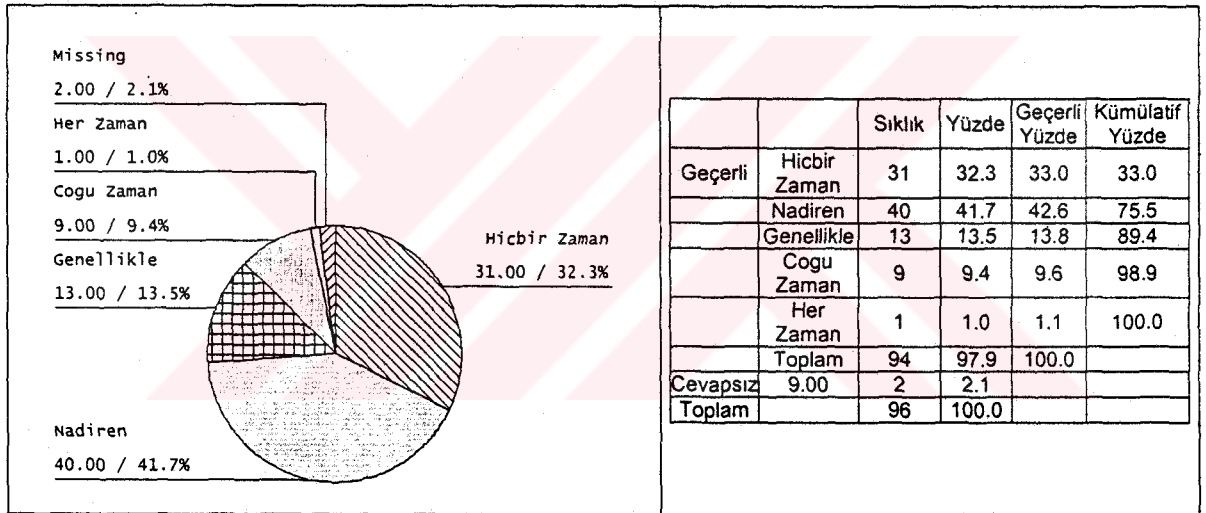 Missing
2.00 / 2.1%
Her Zaman
1.00 / 1.0%
Cogu Zaman
9.00 / 9.4%
Genellikle
13.00 / 13.5%
Nadiren
40.00 / 41.7%
Hicbir Zaman
31.00 / 32.3%
Sıklık Yüzde Geçerli Yüzde Kümülatif Yüzde
Geçerli Hicbir Zaman 31 32.3 33.0 33.0
Nadiren 40 41.7 42.6 75.5
Genellikle 13 13.5 13.8 89.4
Cogu Zaman 9 9.4 9.6 98.9
Her Zaman 1 1.0 1.1 100.0
Toplam 94 97.9 100.0
Cevapsız 9.00 2 2.1
Toplam 96 100.0